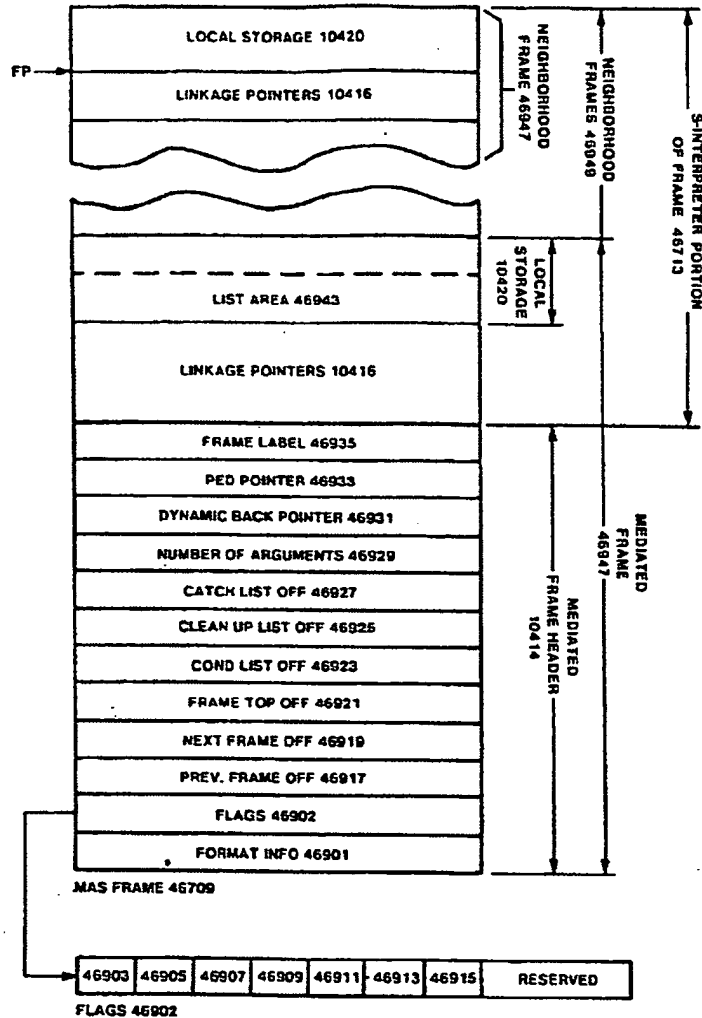 LOCAL STORAGE 10420
FP
LINKAGE POINTERS 10416
NEIGHBORHOOD
FRAME 46947
NEIGHBORHOOD
FRAMES 46949
S-INTERPRETER PORTION
OF FRAME 46713
LIST AREA 46943
LOCAL
STORAGE
10420
LINKAGE POINTERS 10416
FRAME LABEL 46935
PED POINTER 46933
DYNAMIC BACK POINTER 46931
NUMBER OF ARGUMENTS 46929
CATCH LIST OFF 46927
CLEAN UP LIST OFF 46925
COND LIST OFF 46923
FRAME TOP OFF 46921
NEXT FRAME OFF 46919
PREV. FRAME OFF 46917
FLAGS 46902
FORMAT INFO 46901
MEDIATED
FRAME HEADER
10414
MEDIATED
FRAME
46947
MAS FRAME 46709
46903 46905 46907 46909 46911 46913 46915 RESERVED
FLAGS 46902